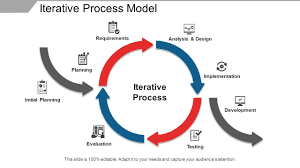 Iterative Process Model
Requirements
Analysis & Design
Planning
Implementation
Initial Planning
Iterative
Process
Development
Evaluation
Testing
This slide is 100% editable. Adapt it to your needs and capture your audience's attention.